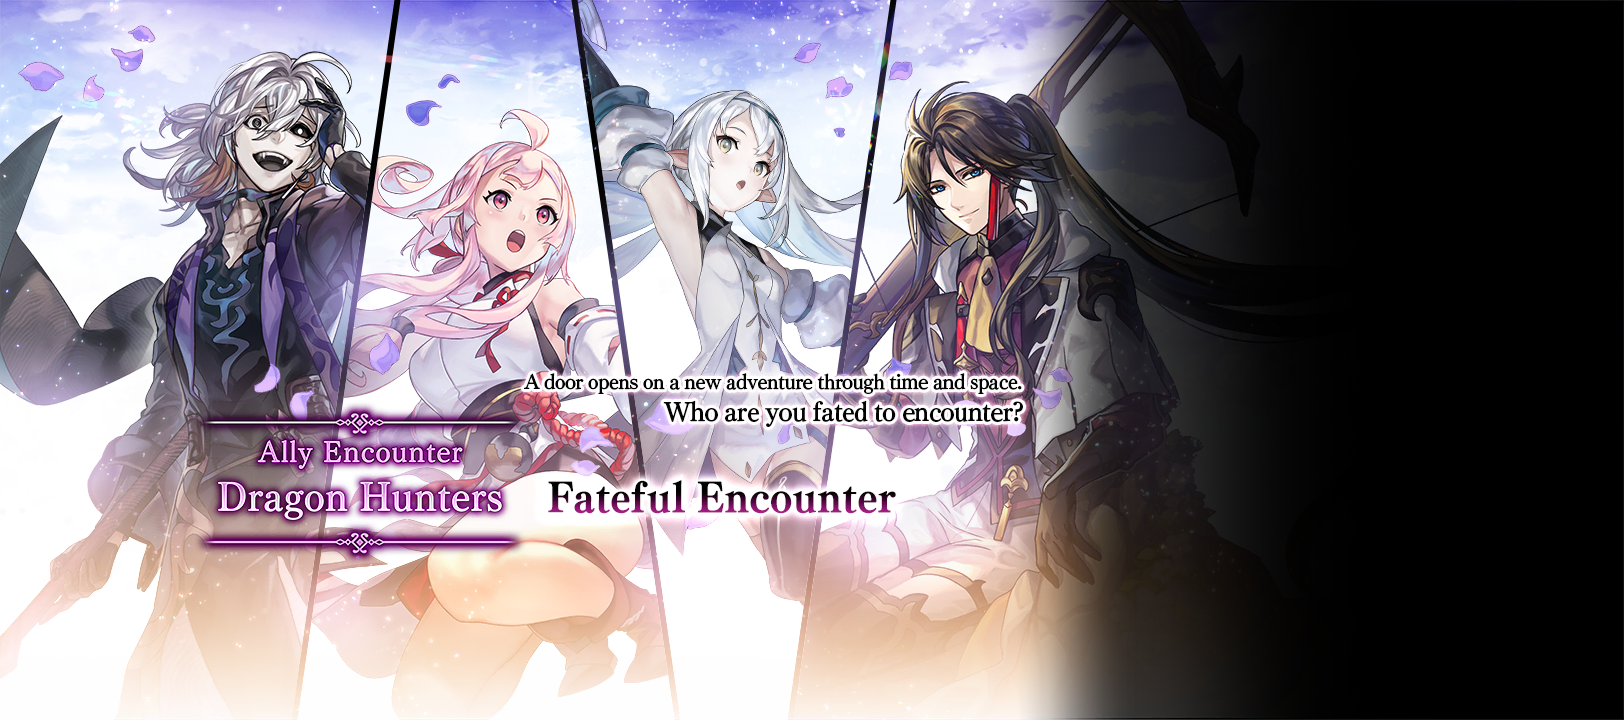 A door opens on a new adventure through time and space.
Who are you fated to encounter?
Ally Encounter
Dragon Hunters
Fateful Encounter